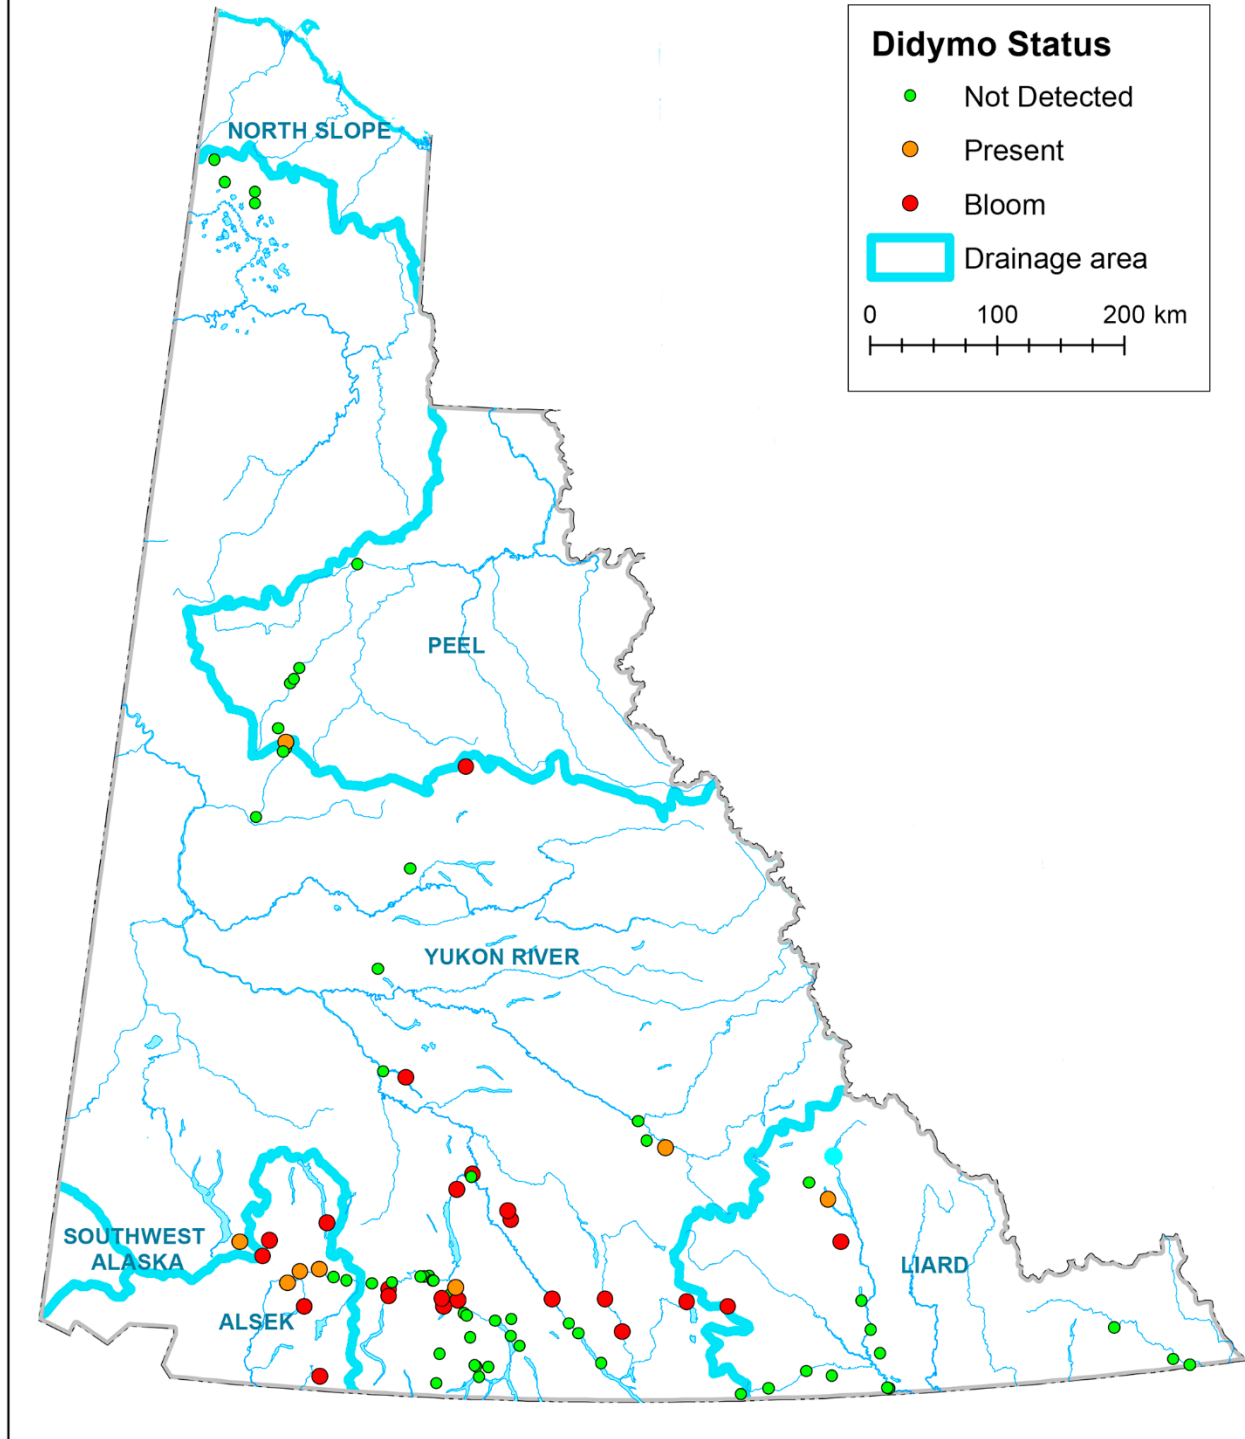 Didymo Status
Not Detected
Present
Bloom
Drainage area
0 100 200 km
NORTH SLOPE
PEEL
YUKON RIVER
SOUTHWEST
ALASKA
LIARD
ALSEK